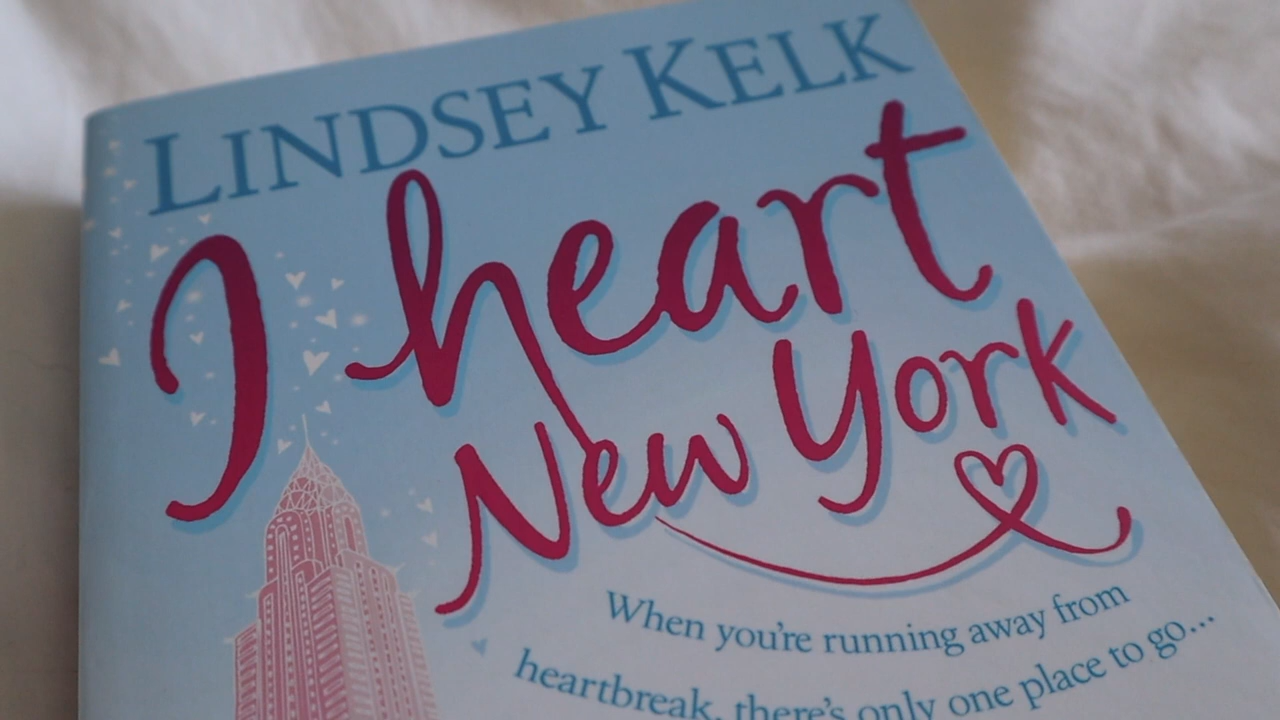 LINDSEY KELK
I heart
New York
When you're running away from
heartbreak, there's only one place to go...